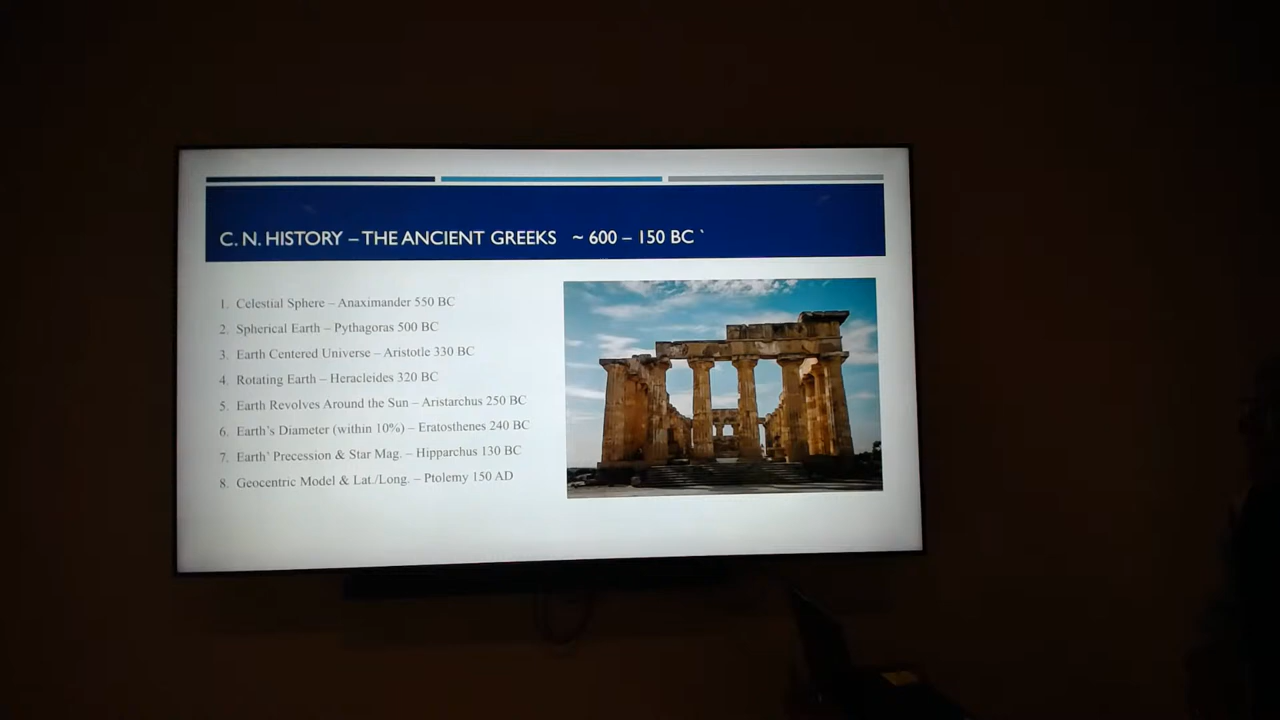 C. N. HISTORY – THE ANCIENT GREEKS ~ 600 – 150 BC `
1. Celestial Sphere – Anaximander 550 BC
2. Spherical Earth – Pythagoras 500 BC
3. Earth Centered Universe – Aristotle 330 BC
4. Rotating Earth – Heracleides 320 BC
5. Earth Revolves Around the Sun – Aristarchus 250 BC
6. Earth's Diameter (within 10%) – Eratosthenes 240 BC
7. Earth' Precession & Star Mag. – Hipparchus 130 BC
8. Geocentric Model & Lat./Long. – Ptolemy 150 AD